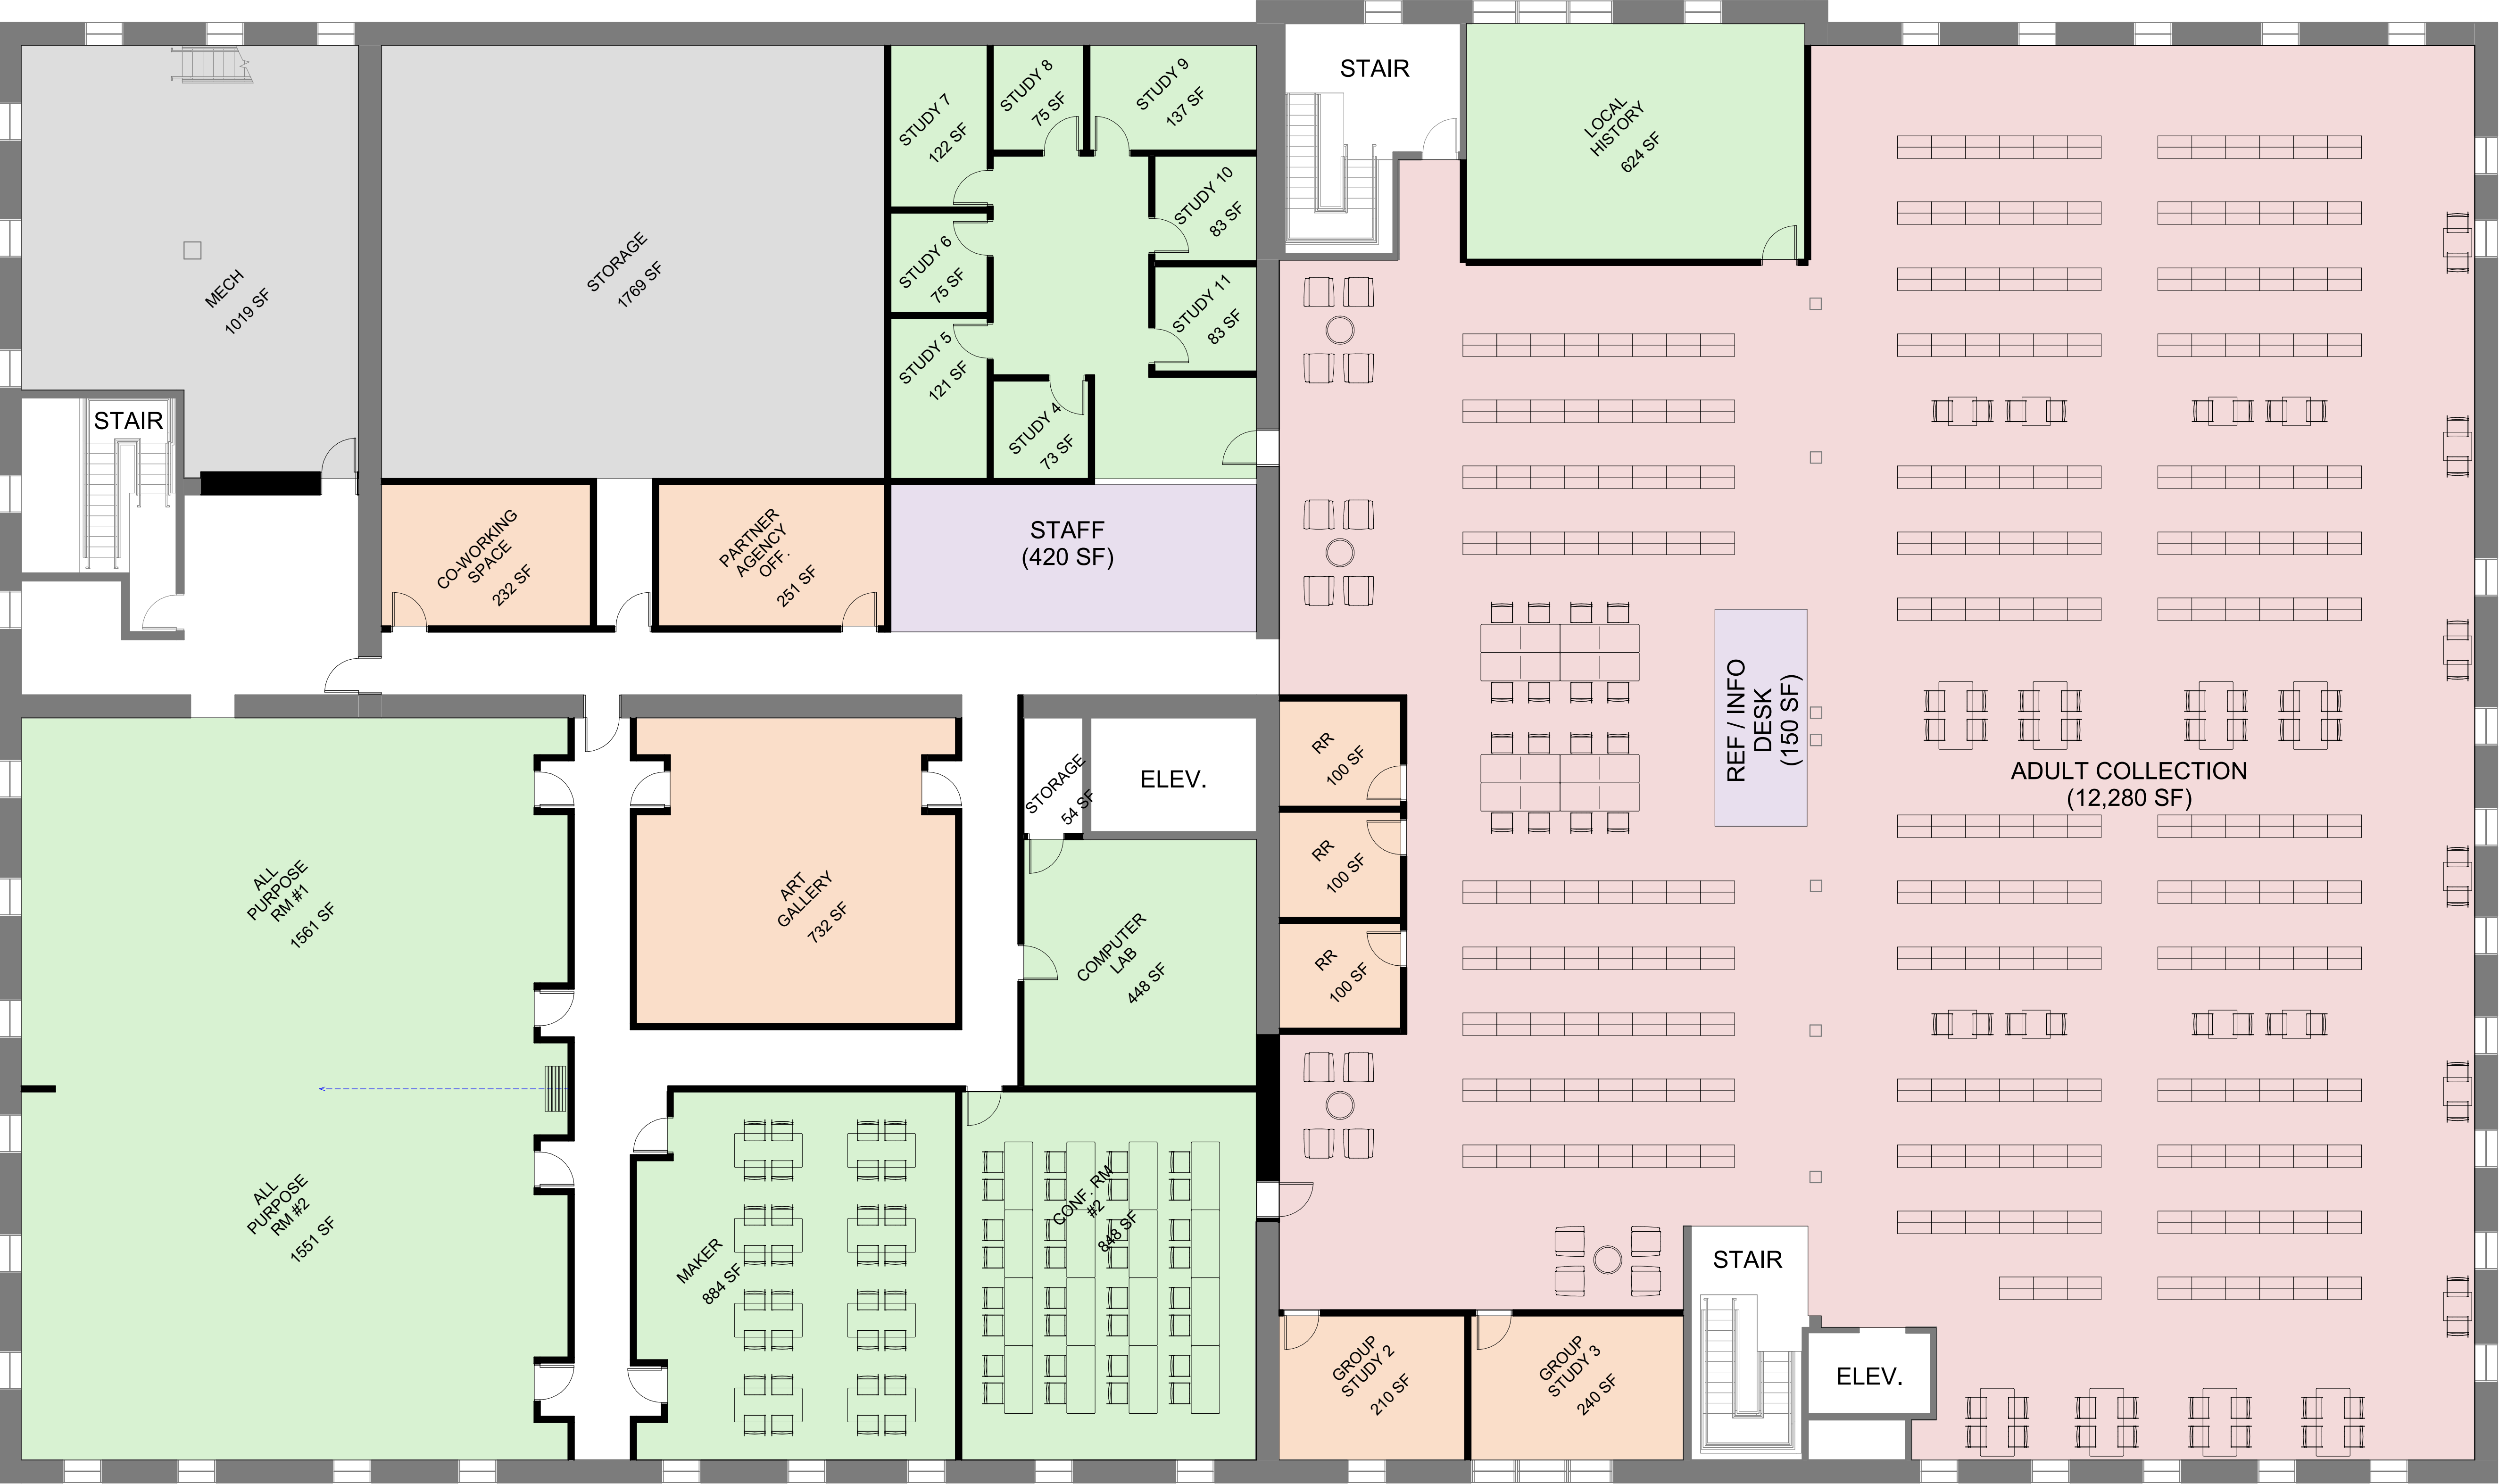 STAIR
STUDY 7
122 SF
STUDY 8
75 SF
STUDY 9
137 SF
LOCAL
HISTORY
624 SF
STUDY 10
83 SF
STUDY 6
75 SF
STUDY 11
83 SF
STORAGE
1769 SF
MECH
1019 SF
STUDY 5
121 SF
STUDY 4
73 SF
STAIR
CO-WORKING
SPACE
232 SF
PARTNER
AGENCY
OFF.
251 SF
STAFF
(420 SF)
REF / INFO
DESK
(150 SF)
ADULT COLLECTION
(12,280 SF)
RR
100 SF
RR
100 SF
RR
100 SF
STORAGE
54 SF
ELEV.
ALL
PURPOSE
RM #1
1561 SF
ART
GALLERY
732 SF
COMPUTER
LAB
448 SF
ALL
PURPOSE
RM #2
1551 SF
MAKER
884 SF
CONF. RM
#2
848 SF
STAIR
GROUP
STUDY 2
210 SF
GROUP
STUDY 3
240 SF
ELEV.